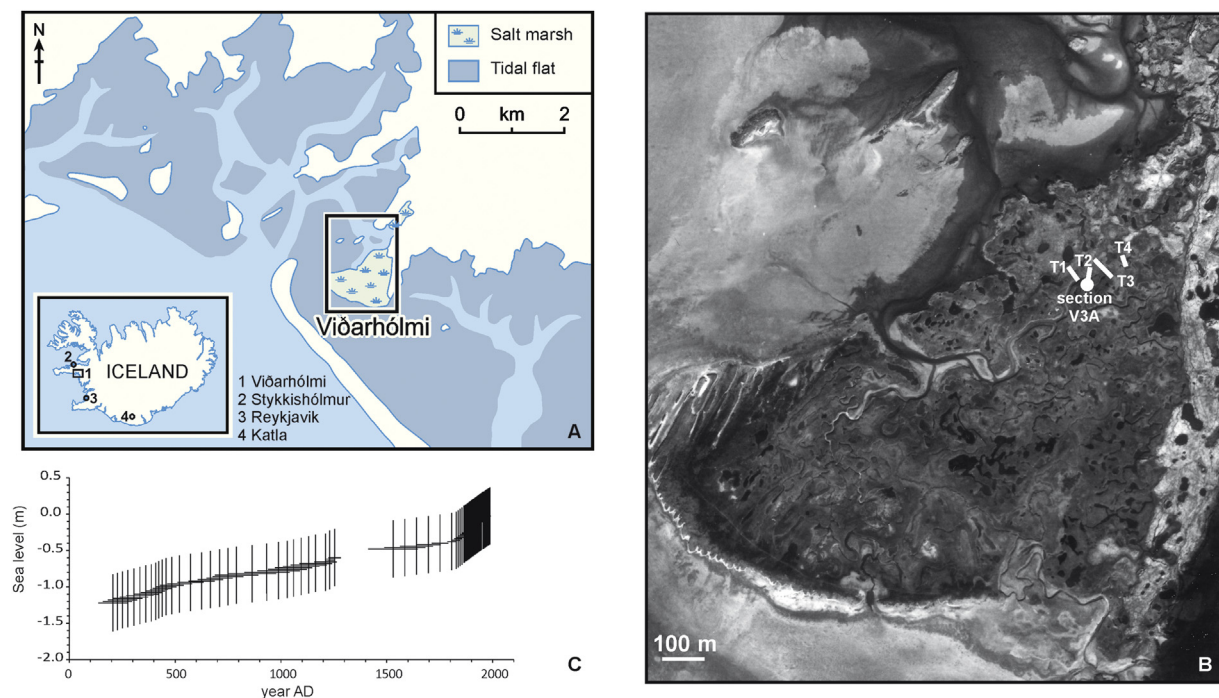 N
Salt marsh
Tidal flat
0 km 2
Viðarhólmi
ICELAND
2
1
3
4
1 Viðarhólmi
2 Stykkishólmur
3 Reykjavik
4 Katla
A
0.5
0.0
-0.5
-1.0
-1.5
-2.0
Sea level (m)
0 500 1000 1500 2000
year AD
C
T4
T1 T2
T3
section
V3A
100 m
B